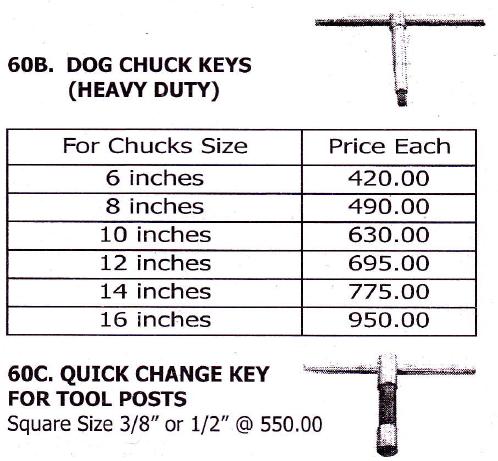 60B. DOG CHUCK KEYS
(HEAVY DUTY)
For Chucks Size Price Each
6 inches 420.00
8 inches 490.00
10 inches 630.00
12 inches 695.00
14 inches 775.00
16 inches 950.00
60C. QUICK CHANGE KEY
FOR TOOL POSTS
Square Size 3/8” or 1/2” @ 550.00